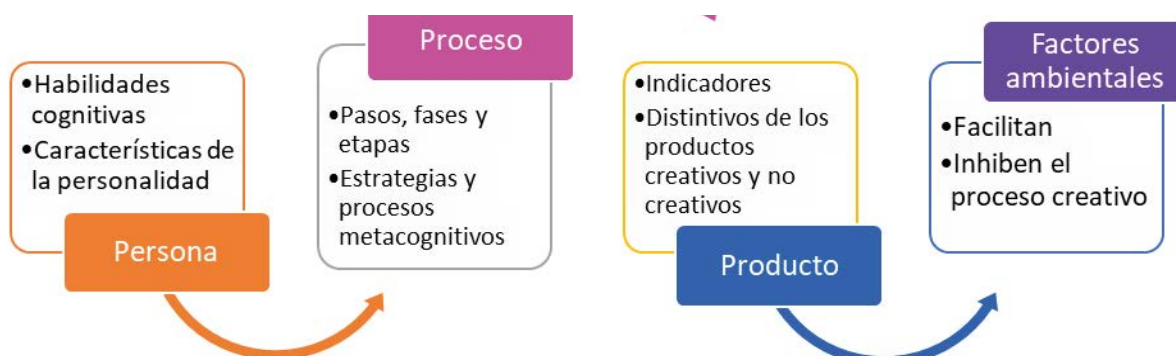 •Habilidades
cognitivas
•Característicås de
la personalidad
Persona
Proceso
•Pasos, fases y
etapas
•Estrategias y
procesos
metacognitivos
•Indicadores
•Distintivos de los
productos
creativos y no
creativos
Producto
Factores
ambientales
•Facilitan
•Inhiben el
proceso creativo